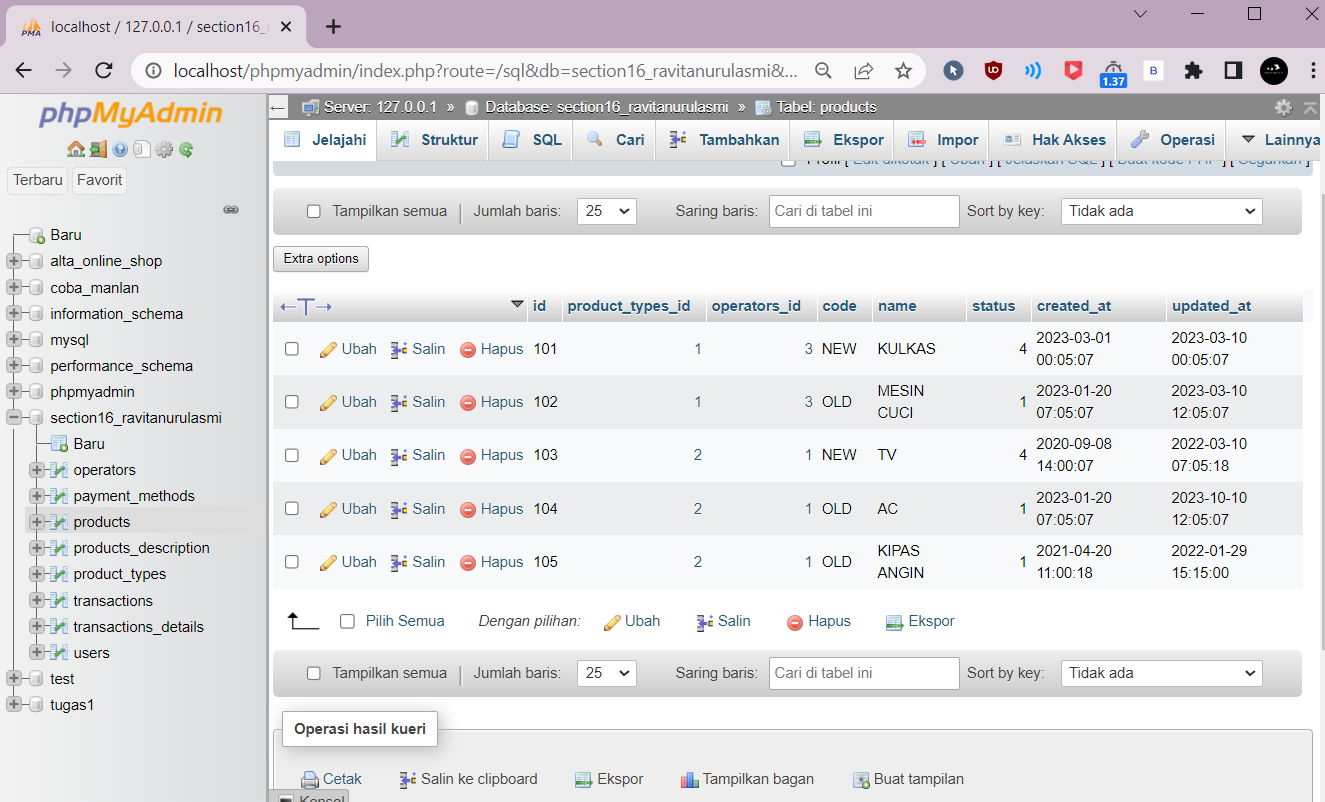 localhost / 127.0.0.1 / section16_
localhost/phpmyadmin/index.php?route=/sql&db=section16_ravitanurulasmi&...
1.37
B
phpMyAdmin
Terbaru Favorit
Baru
alta_online_shop
coba_manlan
information_schema
mysql
performance_schema
phpmyadmin
section16_ravitanurulasmi
Baru
operators
payment_methods
products
products_description
product_types
transactions
transactions_details
users
test
tugas1
Server: 127.0.0.1 » Database: section16_ravitanurulasmi » Tabel: products
Jelajahi Struktur SQL Cari Tambahkan Ekspor Impor Hak Akses Operasi Lainnya
Profil [ Edit dikotak ] [ Ubah ] [ Jelaskan SQL ] [ Buat kode PHP ] [ Segarkan ]
Tampilkan semua | Jumlah baris: 25 Saring baris: Cari di tabel ini Sort by key: Tidak ada
Extra options
←T→ id product_types_id operators_id code name status created_at updated_at
Ubah Salin Hapus 101 1 3 NEW KULKAS 4 2023-03-01 00:05:07 2023-03-10 00:05:07
Ubah Salin Hapus 102 1 3 OLD MESIN CUCI 1 2023-01-20 07:05:07 2023-03-10 12:05:07
Ubah Salin Hapus 103 2 1 NEW TV 4 2020-09-08 14:00:07 2022-03-10 07:05:18
Ubah Salin Hapus 104 2 1 OLD AC 1 2023-01-20 07:05:07 2023-10-10 12:05:07
Ubah Salin Hapus 105 2 1 OLD KIPAS ANGIN 1 2021-04-20 11:00:18 2022-01-29 15:15:00
Pilih Semua Dengan pilihan: Ubah Salin Hapus Ekspor
Tampilkan semua | Jumlah baris: 25 Saring baris: Cari di tabel ini Sort by key: Tidak ada
Operasi hasil kueri
Cetak Salin ke clipboard Ekspor Tampilkan bagan Buat tampilan
Konsol